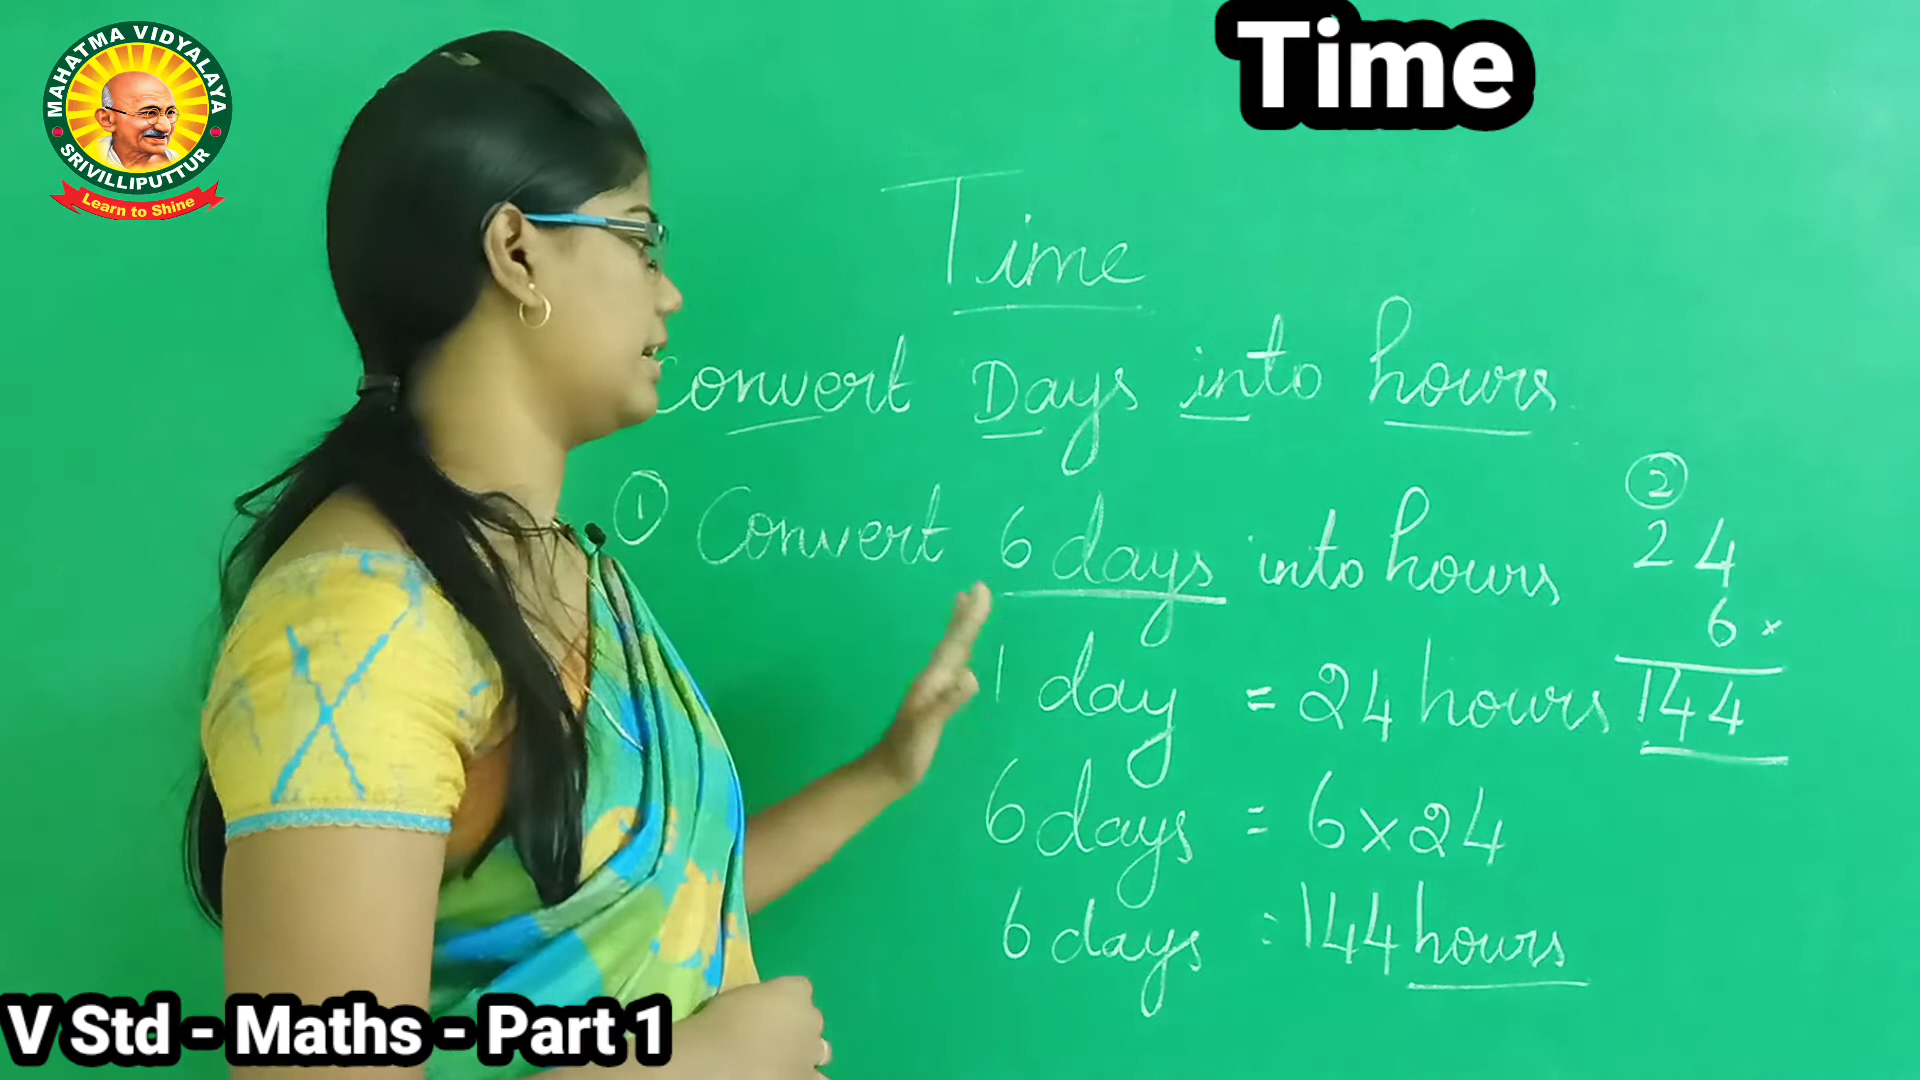 MAHATMA VIDYALAYA
SRIVILLIPUTTUR
Learn to Shine
Time
Time
Convert Days into hours
① Convert 6 days into hours
1 day = 24 hours
6 days = 6 x 24
6 days = 144 hours
②
24
6 x
144
V Std - Maths - Part 1